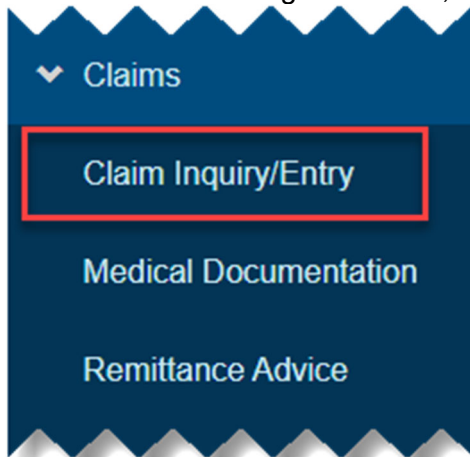 Claims
Claim Inquiry/Entry
Medical Documentation
Remittance Advice